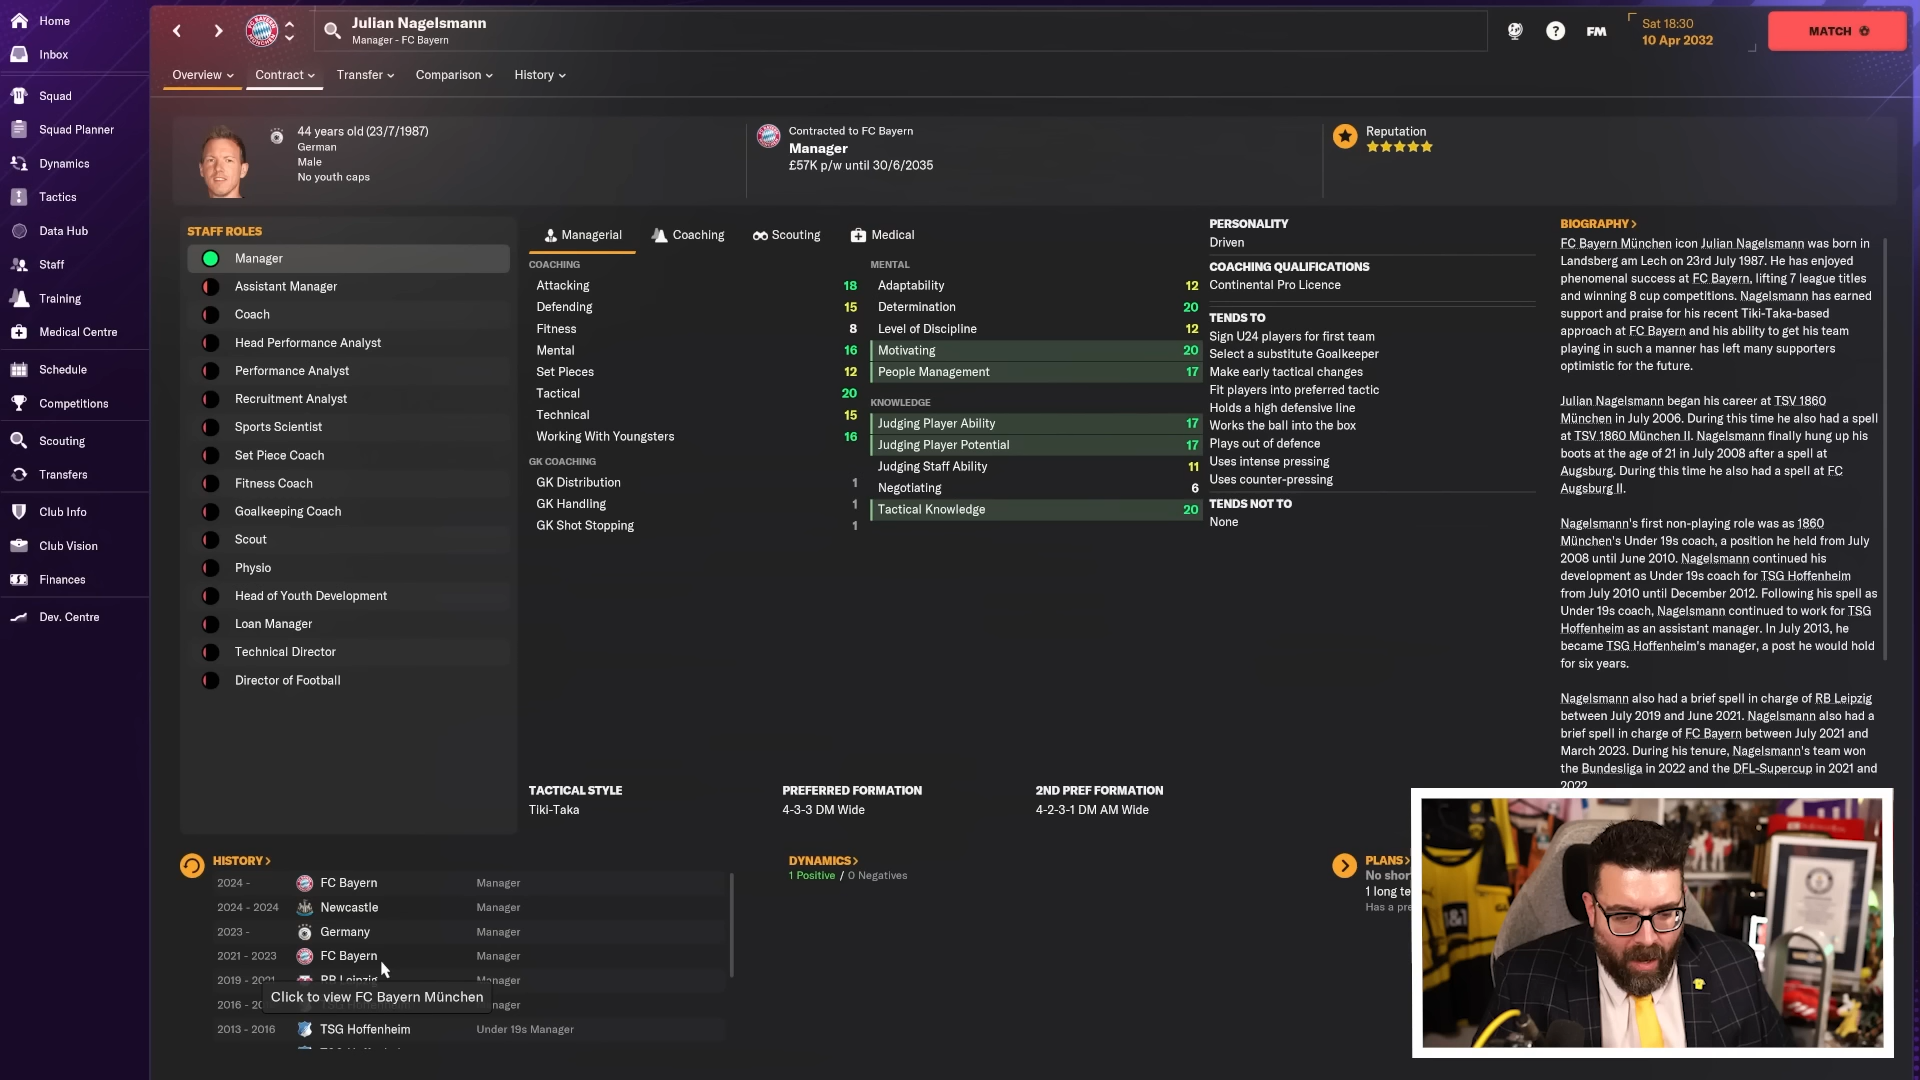 Home
Inbox
Squad
Squad Planner
Dynamics
Tactics
Data Hub
Staff
Training
Medical Centre
Schedule
Competitions
Scouting
Transfers
Club Info
Club Vision
Finances
Dev. Centre
Julian Nagelsmann
Manager - FC Bayern
FM
Sat 18:30
10 Apr 2032
MATCH
Overview
Contract
Transfer
Comparison
History
44 years old (23/7/1987)
German
Male
No youth caps
Contracted to FC Bayern
Manager
£57K p/w until 30/6/2035
Reputation
STAFF ROLES
Manager
Assistant Manager
Coach
Head Performance Analyst
Performance Analyst
Recruitment Analyst
Sports Scientist
Set Piece Coach
Fitness Coach
Goalkeeping Coach
Scout
Physio
Head of Youth Development
Loan Manager
Technical Director
Director of Football
Managerial
Coaching
Scouting
Medical
COACHING
Attacking 18
Defending 15
Fitness 8
Mental 16
Set Pieces 12
Tactical 20
Technical 15
Working With Youngsters 16
GK COACHING
GK Distribution 1
GK Handling 1
GK Shot Stopping 1
MENTAL
Adaptability 12
Determination 20
Level of Discipline 12
Motivating 20
People Management 17
KNOWLEDGE
Judging Player Ability 17
Judging Player Potential 17
Judging Staff Ability 11
Negotiating 6
Tactical Knowledge 20
PERSONALITY
Driven
COACHING QUALIFICATIONS
Continental Pro Licence
TENDS TO
Sign U24 players for first team
Select a substitute Goalkeeper
Make early tactical changes
Fit players into preferred tactic
Holds a high defensive line
Works the ball into the box
Plays out of defence
Uses intense pressing
Uses counter-pressing
TENDS NOT TO
None
BIOGRAPHY >
FC Bayern München icon Julian Nagelsmann was born in
Landsberg am Lech on 23rd July 1987. He has enjoyed
phenomenal success at FC Bayern, lifting 7 league titles
and winning 8 cup competitions. Nagelsmann has earned
support and praise for his recent Tiki-Taka-based
approach at FC Bayern and his ability to get his team
playing in such a manner has left many supporters
optimistic for the future.
Julian Nagelsmann began his career at TSV 1860
München in July 2006. During this time he also had a spell
at TSV 1860 München II. Nagelsmann finally hung up his
boots at the age of 21 in July 2008 after a spell at
Augsburg. During this time he also had a spell at FC
Augsburg II.
Nagelsmann's first non-playing role was as 1860
München's Under 19s coach, a position he held from July
2008 until June 2010. Nagelsmann continued his
development as Under 19s coach for TSG Hoffenheim
from July 2010 until December 2012. Following his spell as
Under 19s coach, Nagelsmann continued to work for TSG
Hoffenheim as an assistant manager. In July 2013, he
became TSG Hoffenheim's manager, a post he would hold
for six years.
Nagelsmann also had a brief spell in charge of RB Leipzig
between July 2019 and June 2021. Nagelsmann also had a
brief spell in charge of FC Bayern between July 2021 and
March 2023. During his tenure, Nagelsmann's team won
the Bundesliga in 2022 and the DFL-Supercup in 2021 and
2022
TACTICAL STYLE
Tiki-Taka
PREFERRED FORMATION
4-3-3 DM Wide
2ND PREF FORMATION
4-2-3-1 DM AM Wide
HISTORY >
2024 - FC Bayern Manager
2024 - 2024 Newcastle Manager
2023 - Germany Manager
2021 - 2023 FC Bayern Manager
2019 - 2021 RB Leipzig Manager
2016 - 20 nager
Click to view FC Bayern München
2013 - 2016 TSG Hoffenheim Under 19s Manager
DYNAMICS >
1 Positive / 0 Negatives
PLANS >
No shor
1 long te
Has a pre
1&1